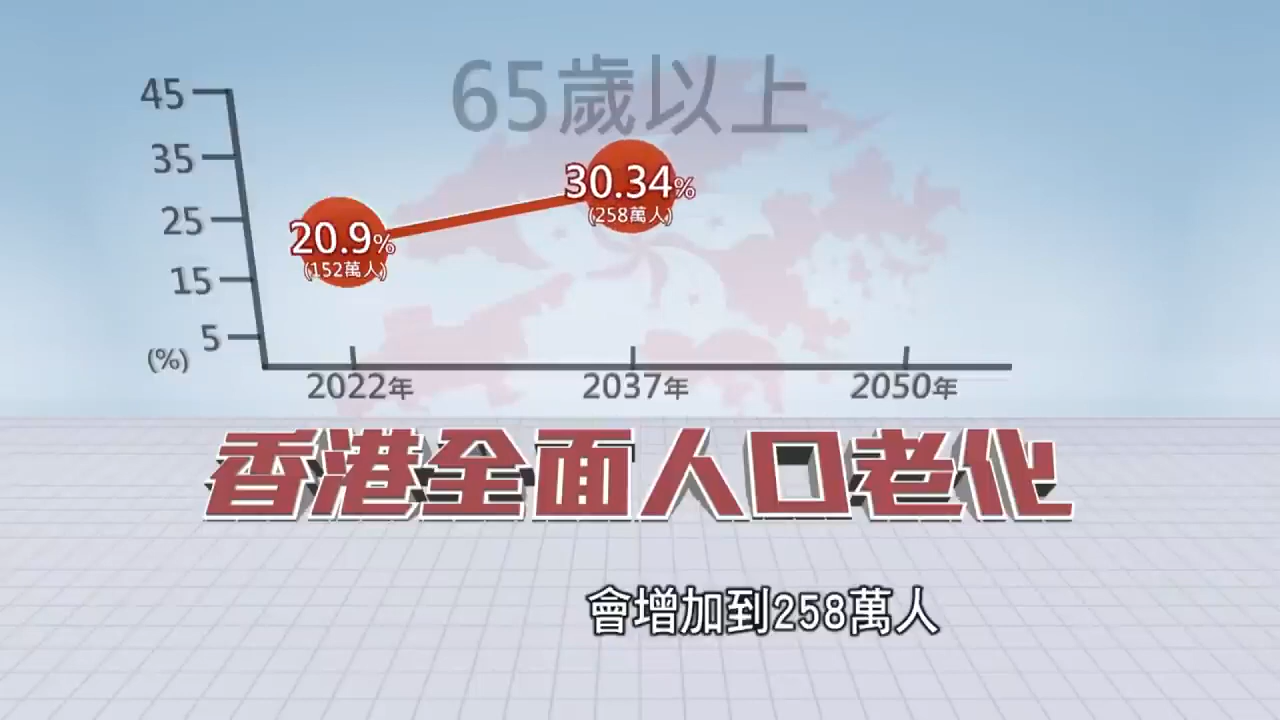 65歲以上
45
35
25
15
5
(%)
20.9%
(152萬人)
30.34%
(258萬人)
2022年
2037年
2050年
香港全面人口老化
會增加到258萬人